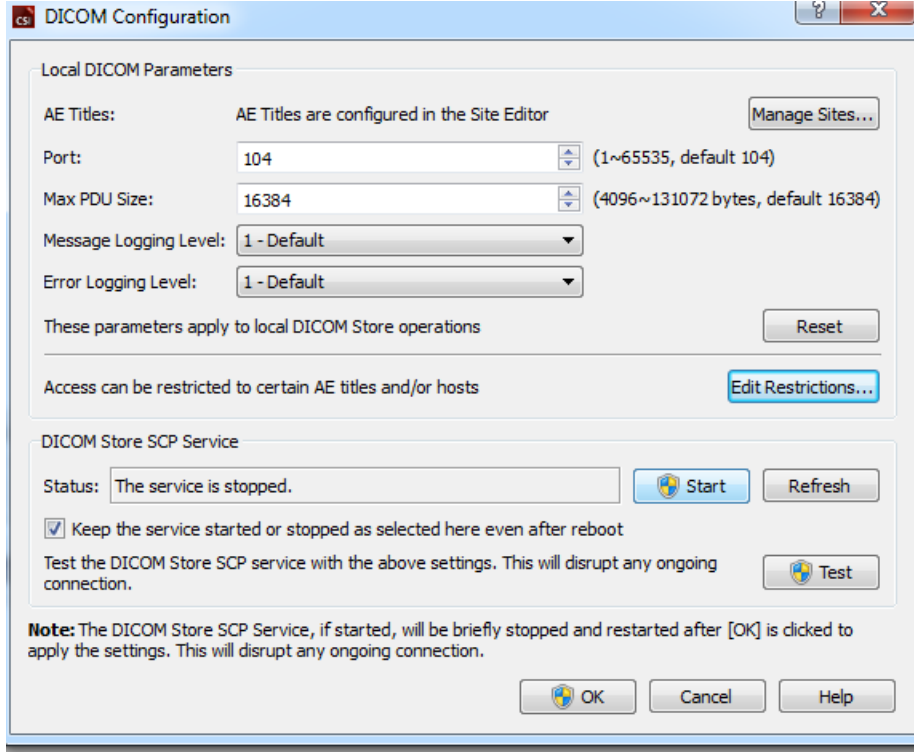 csi DICOM Configuration
Local DICOM Parameters
AE Titles: AE Titles are configured in the Site Editor Manage Sites...
Port: 104 (1~65535, default 104)
Max PDU Size: 16384 (4096~131072 bytes, default 16384)
Message Logging Level: 1 - Default
Error Logging Level: 1 - Default
These parameters apply to local DICOM Store operations Reset
Access can be restricted to certain AE titles and/or hosts Edit Restrictions...
DICOM Store SCP Service
Status: The service is stopped. Start Refresh
Keep the service started or stopped as selected here even after reboot
Test the DICOM Store SCP service with the above settings. This will disrupt any ongoing
connection. Test
Note: The DICOM Store SCP Service, if started, will be briefly stopped and restarted after [OK] is clicked to
apply the settings. This will disrupt any ongoing connection.
OK Cancel Help